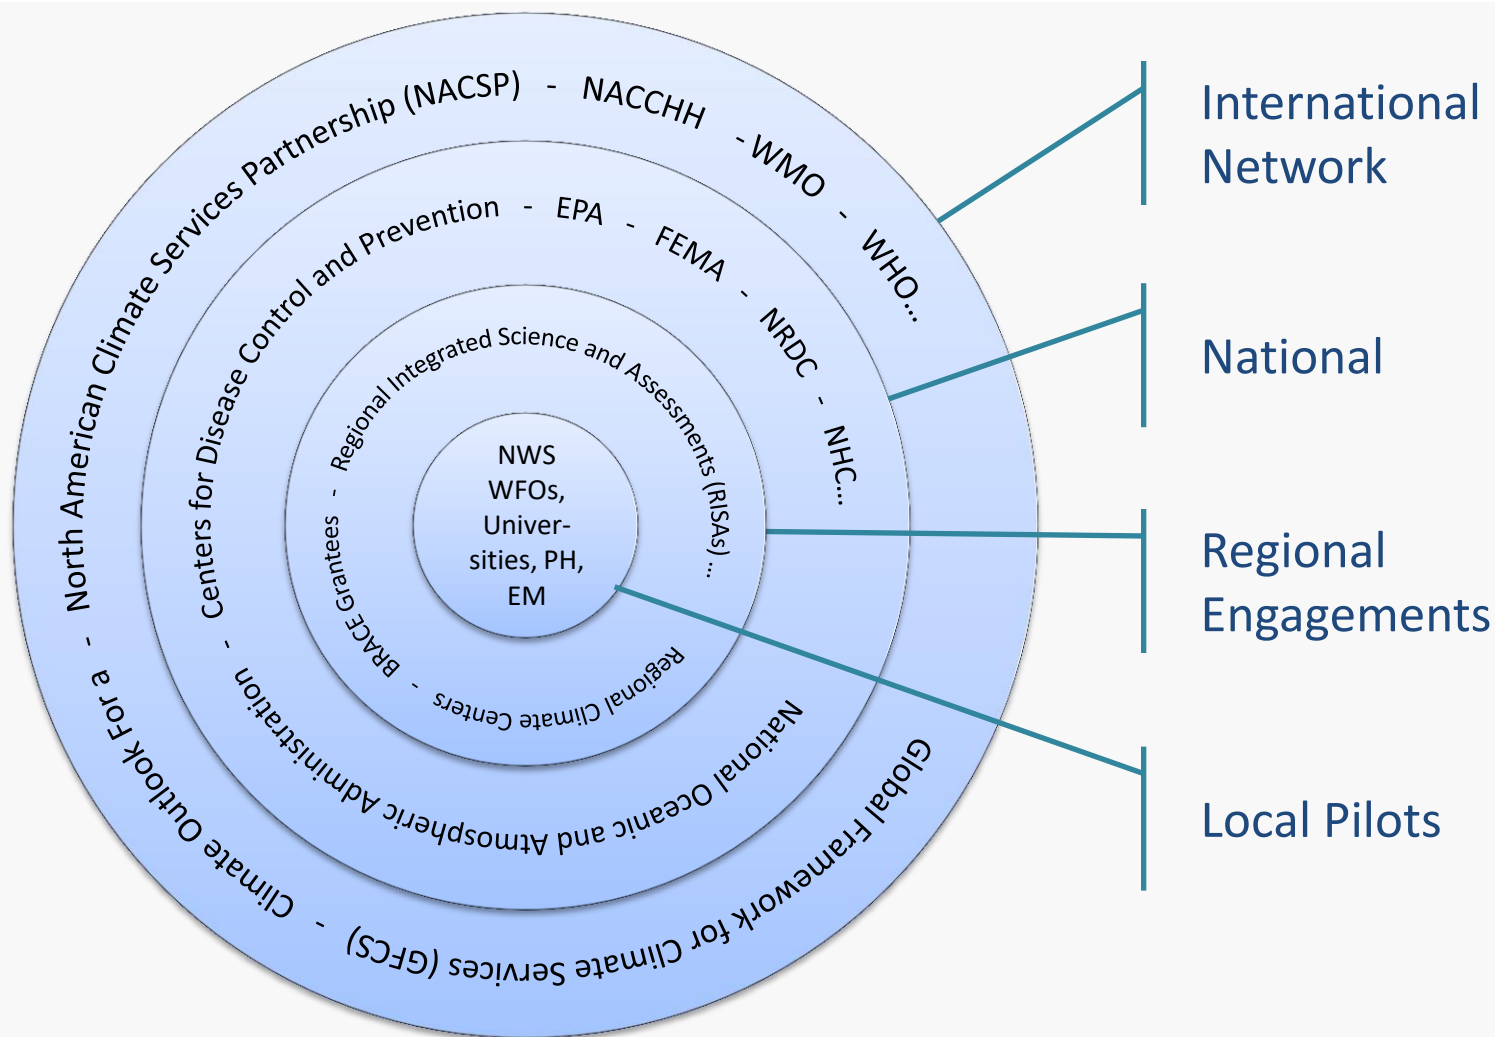 Global Framework for Climate Services (GFCS) - Climate Outlook For a - North American Climate Services Partnership (NACSP) - NACCHH - WMO - WHO...
National Oceanic and Atmospheric Administration - Centers for Disease Control and Prevention - EPA - FEMA - NRDC - NHC...
Regional Climate Centers - BRACE Grantees - Regional Integrated Science and Assessments (RISAs) ...
NWS
WFOs,
Univer-
sities, PH,
EM
International
Network
National
Regional
Engagements
Local Pilots